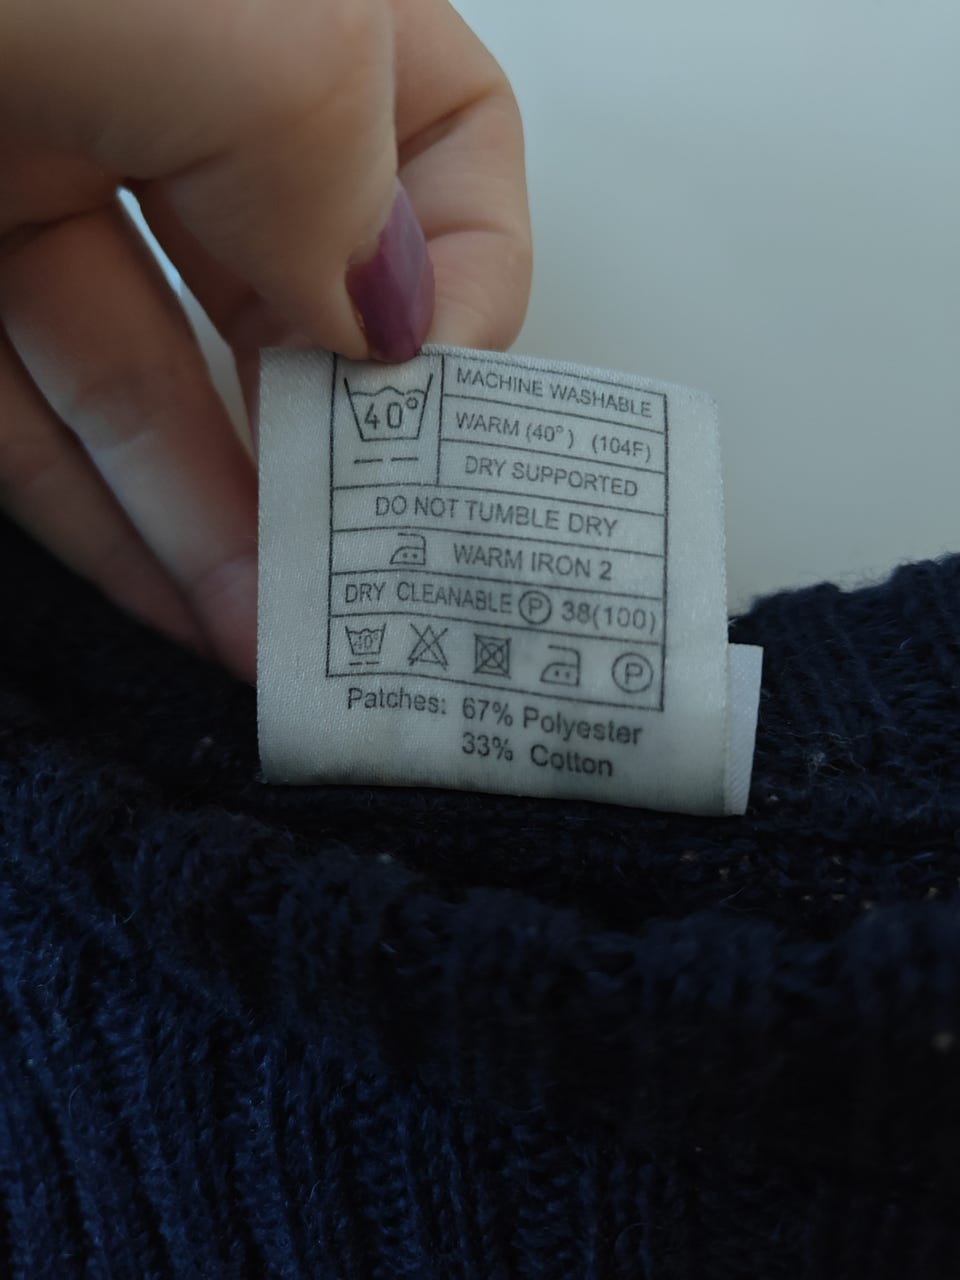 40°
MACHINE WASHABLE
WARM (40°) (104F)
DRY SUPPORTED
DO NOT TUMBLE DRY
WARM IRON 2
DRY CLEANABLE P 38(100)
40° P
Patches: 67% Polyester
33% Cotton